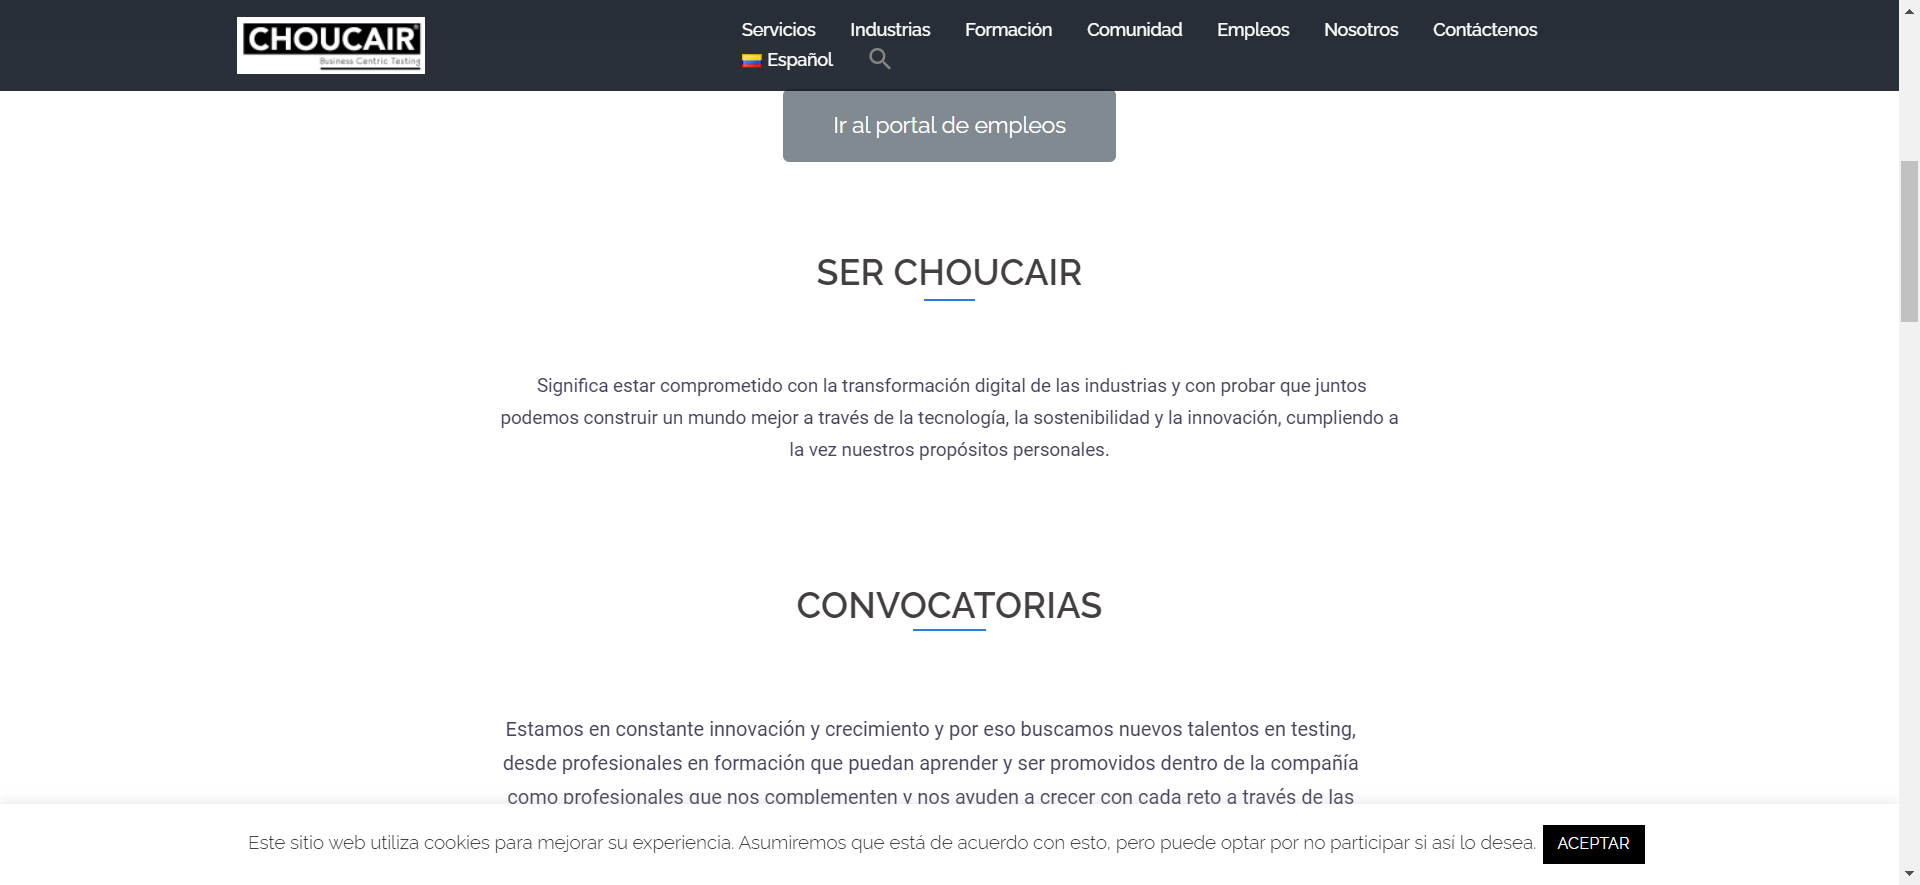 CHOUCAIR
Business Centric Testing
Servicios Industrias Formación Comunidad Empleos Nosotros Contáctenos
Español
Ir al portal de empleos
SER CHOUCAIR
Significa estar comprometido con la transformación digital de las industrias y con probar que juntos
podemos construir un mundo mejor a través de la tecnología, la sostenibilidad y la innovación, cumpliendo a
la vez nuestros propósitos personales.
CONVOCATORIAS
Estamos en constante innovación y crecimiento y por eso buscamos nuevos talentos en testing,
desde profesionales en formación que puedan aprender y ser promovidos dentro de la compañía
como profesionales que nos complementen y nos ayuden a crecer con cada reto a través de las
Este sitio web utiliza cookies para mejorar su experiencia. Asumiremos que está de acuerdo con esto, pero puede optar por no participar si así lo desea. ACEPTAR